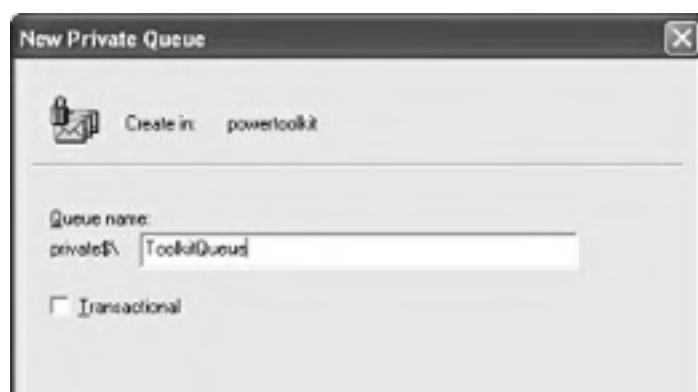 New Private Queue
Create in: powertoolkit
Queue name:
private$\ ToolkitQueue
Transactional